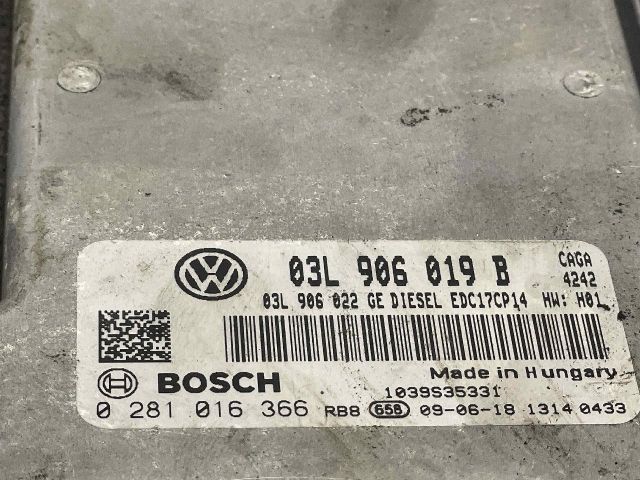 03L 906 019 B CAGA
4242
03L 906 022 GE DIESEL EDC17CP14 HW: H01
Made in Hungary
BOSCH 1039S35331
0 281 016 366 RB8 656 09-06-18 1314 0433